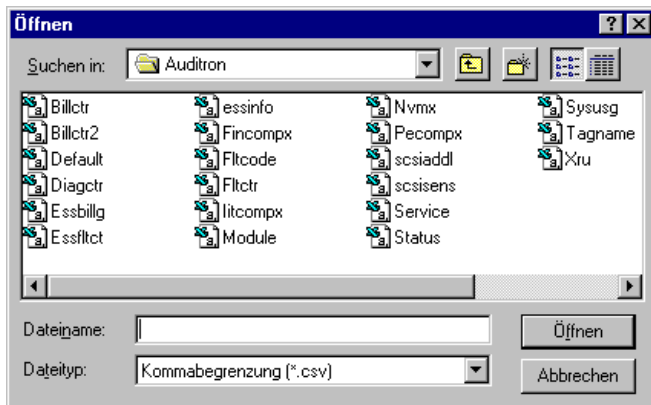 Öffnen
Suchen in: Auditron
Billctr essinfo Nvmx Sysusg
Billctr2 Fincompx Pecompx Tagname
Default Fltcode scsiaddl Xru
Diagctr Fltctr scsisens
Essbillg Iitcompx Service
Essfltct Module Status
Dateiname: Öffnen
Dateityp: Kommabegrenzung (*.csv) Abbrechen